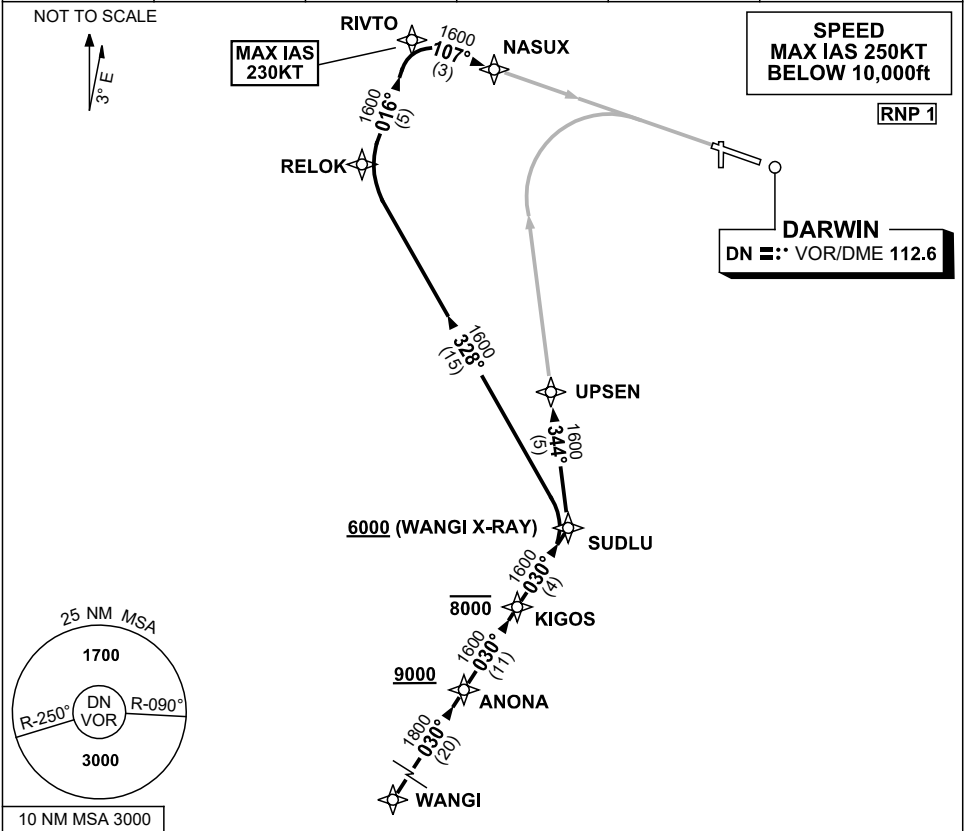 NOT TO SCALE
3° E
RIVTO
MAX IAS
230KT
1600
107°
(3)
NASUX
SPEED
MAX IAS 250KT
BELOW 10,000ft
RNP 1
1600
016°
(5)
RELOK
DARWIN
DN VOR/DME 112.6
1600
328°
(15)
UPSEN
1600
344°
(5)
6000 (WANGI X-RAY)
SUDLU
1600
030°
(4)
8000
KIGOS
1600
030°
(11)
9000
ANONA
1800
030°
(20)
WANGI
25 NM MSA
1700
DN
VOR
R-250°
R-090°
3000
10 NM MSA 3000